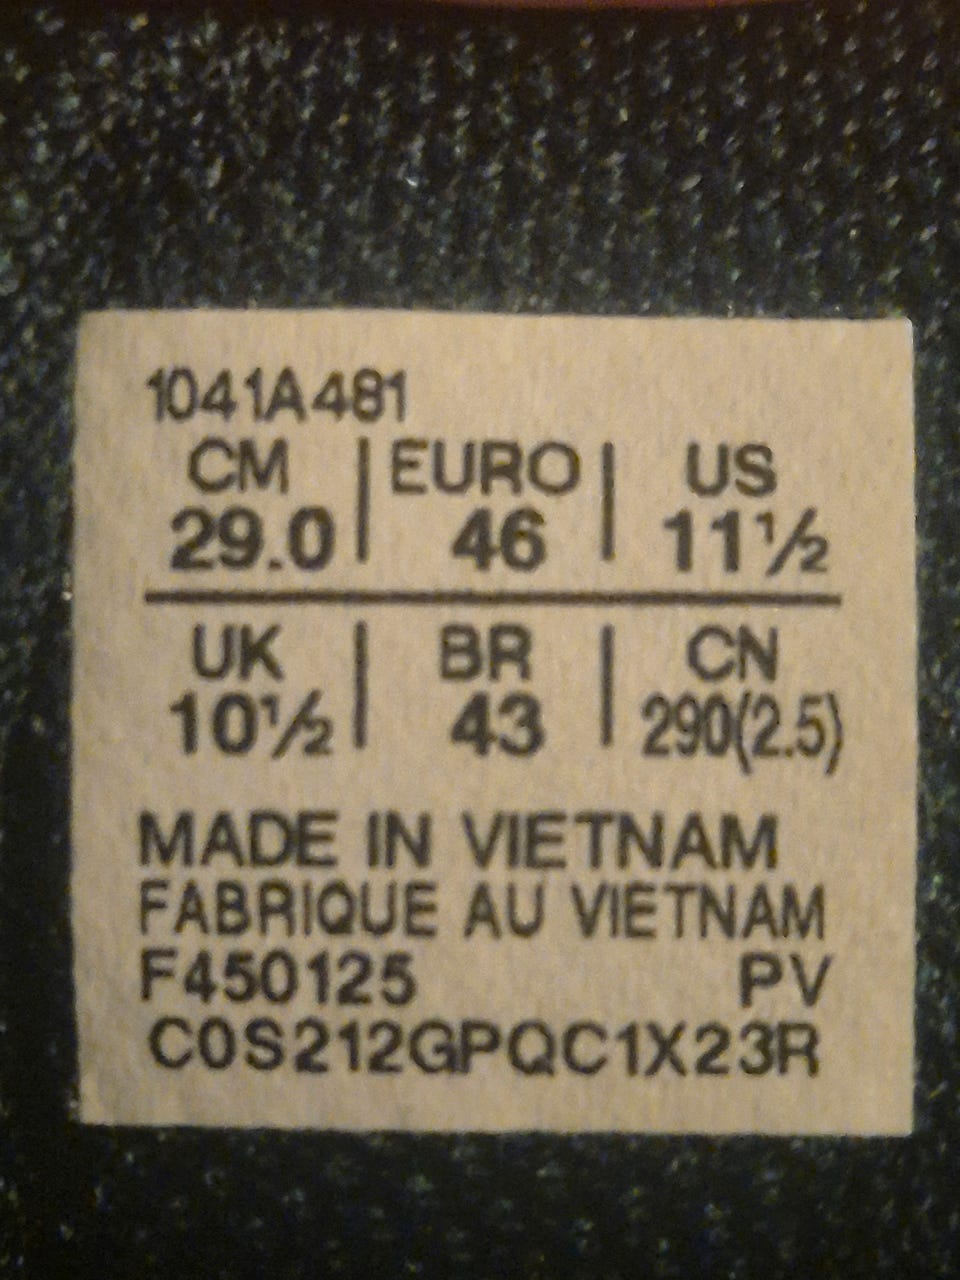 1041A481
CM | EURO | US
29.0 | 46 | 11½
UK | BR | CN
10½ | 43 | 290(2.5)
MADE IN VIETNAM
FABRIQUE AU VIETNAM
F450125 PV
C0S212GPQC1X23R